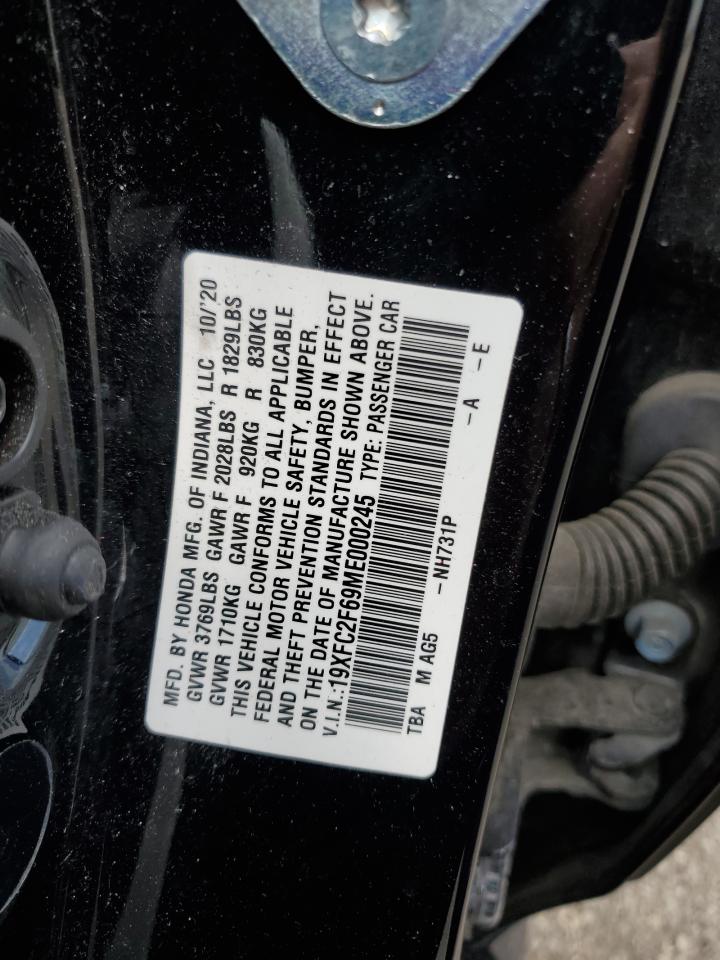 MFD. BY HONDA MFG. OF INDIANA, LLC 10/'20
GVWR 3769LBS GAWR F 2028LBS R 1829LBS
GVWR 1710KG GAWR F 920KG R 830KG
THIS VEHICLE CONFORMS TO ALL APPLICABLE
FEDERAL MOTOR VEHICLE SAFETY, BUMPER,
AND THEFT PREVENTION STANDARDS IN EFFECT
ON THE DATE OF MANUFACTURE SHOWN ABOVE.
V.I.N.:19XFC2F69ME000245 TYPE: PASSENGER CAR
TBA M AG5 -NH731P -A -E